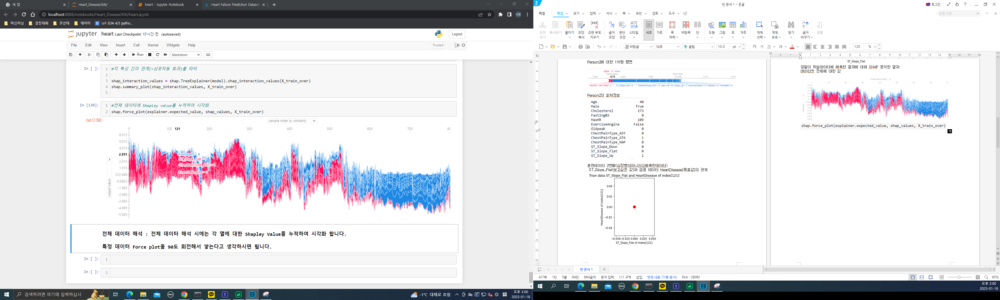 새 탭
Heart_Disease/XAI/
heart - Jupyter Notebook
Heart Failure Prediction Dataset
localhost:8888/notebooks/Heart_Disease/XAI/heart.ipynb
머신러닝 경진대회 조선대 데이터 Lv1 EDA 4/5 pytho...
jupyter heart Last Checkpoint: 17시간 전 (autosaved)
Logout
File Edit View Insert Cell Kernel Widgets Help
Trusted jh
Run Markdown
In [ ]:
1 #각 특성 간의 관계(=상호작용 효과)를 파악
2
3 shap_interaction_values = shap.TreeExplainer(model).shap_interaction_values(X_train_over)
4 shap.summary_plot(shap_interaction_values, X_train_over)
5
In [139]:
1 #전체 데이터에 Shapley value를 누적하여 시각화
2 shap.force_plot(explainer.expected_value, shap_values, X_train_over)
Out[139]:
sample order by similarity
0 100 121 200 300 400 500 600 700 80
6.015
5.015
4.015
2.891
2.015
1.015
0.01468
-0.9853
-1.985
-2.985
-3.985
-4.985
-5.985
output value
FastingBS = 0
ST_Slope_Flat = 1
ChestPainType_ASY = 1
ExerciseAngina = 1
전체 데이터 해석 : 전체 데이터 해석 시에는 각 열에 대한 Shapley Value를 누적하여 시각화 합니다.
특정 데이터 Force plot을 90도 회전해서 쌓는다고 생각하시면 됩니다.
In [ ]: 1
In [ ]: 1
검색하려면 여기에 입력하십시
-1°C 대체로 흐림
오후 3:00
2023-01-18
빈 문서 1 - 한글
로그인
파일 편집 보기 입력 서식 쪽 보안 검토 도구
찾을 내용
오려 두기 복사하기 붙이기 모양 복사 조판 부호 지우기 글자 모양 문단 모양 스타일 세로 가로 쪽 여백 바탕쪽 단 도형 그림 표 차트 개체 선택 개체 보호 찾기 글자 바꾸기 정렬
바탕글 대표 굴림 10.0 pt 120 %
Person2에 대한 1차원 평면
higher lower
output value base value
-5.985 -4.72 -3.985 -1.985 0.01468 2.015 4.015
MaxHR = 109 Male = 1 ST_Slope_Flat = 0 ChestPainType_ASY = 0 Age = 40 ST_Slope_Up = 1 ExerciseAngina = 0 Oldpeak = 0 FastingBS = 0
Person2의 피처정보
Age 40
Male True
Cholesterol 273
FastingBS 0
MaxHR 109
ExerciseAngina False
Oldpeak 0
ChestPainType_ASY 0
ChestPainType_ATA 1
ChestPainType_NAP 0
ST_Slope_Down 0
ST_Slope_Flat 0
ST_Slope_Up 1
훈련데이터 2번째(심장병이아니라고예측한데이터)
ST_Slope_Flat(보고싶은 값)과 검증 데이터 HeartDisease(목표값)의 관계
Trian data ST_Slope_Flat and HeartDisease of index[121]
0.04
0.02
0.00
−0.02
−0.04
HeartDisease of index[121]
−0.050 −0.025 0.000 0.025 0.050
ST_Slope_Flat of index[121]
ST_Slope_Flat
모델이 학습데이터에 예측한 결과에 대해 SHAP 분석한 결과
데이터셋 전체에 대한 값
shap.force_plot(explainer.expected_value, shap_values, X_train_over)
가
빈 문서 1
4/7쪽 1단 5줄 84칸 684글자 문자 입력 1/1 구역 삽입 변경 내용 [기록 중지] 타수 : 280타
95%
오후 3:00
2023-01-18